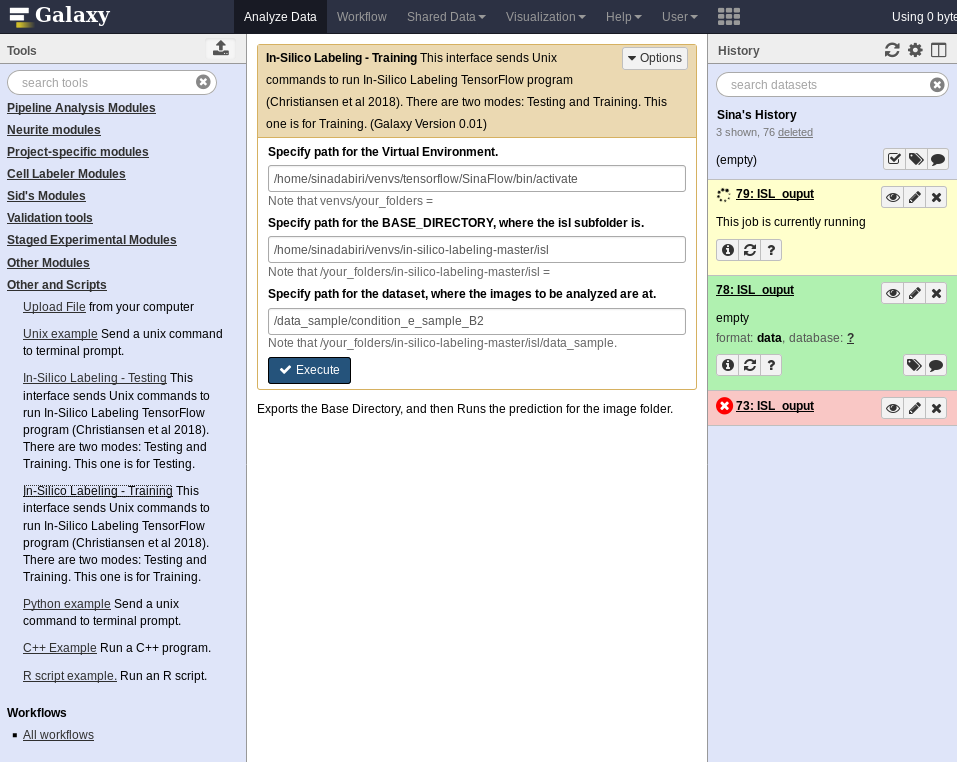 Galaxy
Analyze Data Workflow Shared Data Visualization Help User Using 0 byte
Tools
search tools
Pipeline Analysis Modules
Neurite modules
Project-specific modules
Cell Labeler Modules
Sid's Modules
Validation tools
Staged Experimental Modules
Other Modules
Other and Scripts
Upload File from your computer
Unix example Send a unix command
to terminal prompt.
In-Silico Labeling - Testing This
interface sends Unix commands to
run In-Silico Labeling TensorFlow
program (Christiansen et al 2018).
There are two modes: Testing and
Training. This one is for Testing.
In-Silico Labeling - Training This
interface sends Unix commands to
run In-Silico Labeling TensorFlow
program (Christiansen et al 2018).
There are two modes: Testing and
Training. This one is for Training.
Python example Send a unix
command to terminal prompt.
C++ Example Run a C++ program.
R script example. Run an R script.
Workflows
All workflows
In-Silico Labeling - Training This interface sends Unix
commands to run In-Silico Labeling TensorFlow program
(Christiansen et al 2018). There are two modes: Testing and Training. This
one is for Training. (Galaxy Version 0.01)
Options
Specify path for the Virtual Environment.
/home/sinadabiri/venvs/tensorflow/SinaFlow/bin/activate
Note that venvs/your_folders =
Specify path for the BASE_DIRECTORY, where the isl subfolder is.
/home/sinadabiri/venvs/in-silico-labeling-master/isl
Note that /your_folders/in-silico-labeling-master/isl =
Specify path for the dataset, where the images to be analyzed are at.
/data_sample/condition_e_sample_B2
Note that /your_folders/in-silico-labeling-master/isl/data_sample.
Execute
Exports the Base Directory, and then Runs the prediction for the image folder.
History
search datasets
Sina's History
3 shown, 76 deleted
(empty)
79: ISL_ouput
This job is currently running
?
78: ISL_ouput
empty
format: data, database: ?
?
73: ISL_ouput